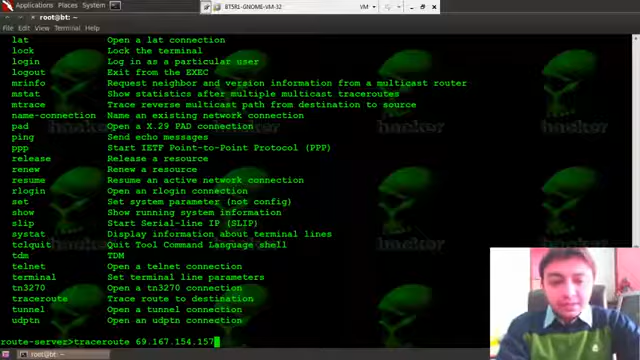 Applications Places System
BT5R1-GNOME-VM-32
VM
root@bt: ~
File Edit View Terminal Help
lat Open a lat connection
lock Lock the terminal
login Log in as a particular user
logout Exit from the EXEC
mrinfo Request neighbor and version information from a multicast router
mstat Show statistics after multiple multicast traceroutes
mtrace Trace reverse multicast path from destination to source
name-connection Name an existing network connection
pad Open a X.29 PAD connection
ping Send echo messages
ppp Start IETF Point-to-Point Protocol (PPP)
release Release a resource
renew Renew a resource
resume Resume an active network connection
rlogin Open an rlogin connection
set Set system parameter (not config)
show Show running system information
slip Start Serial-line IP (SLIP)
systat Display information about terminal lines
tclquit Quit Tool Command Language shell
tdm TDM
telnet Open a telnet connection
terminal Set terminal line parameters
tn3270 Open a tn3270 connection
traceroute Trace route to destination
tunnel Open a tunnel connection
udptn Open an udptn connection
route-server>traceroute 69.167.154.157
root@bt: ~